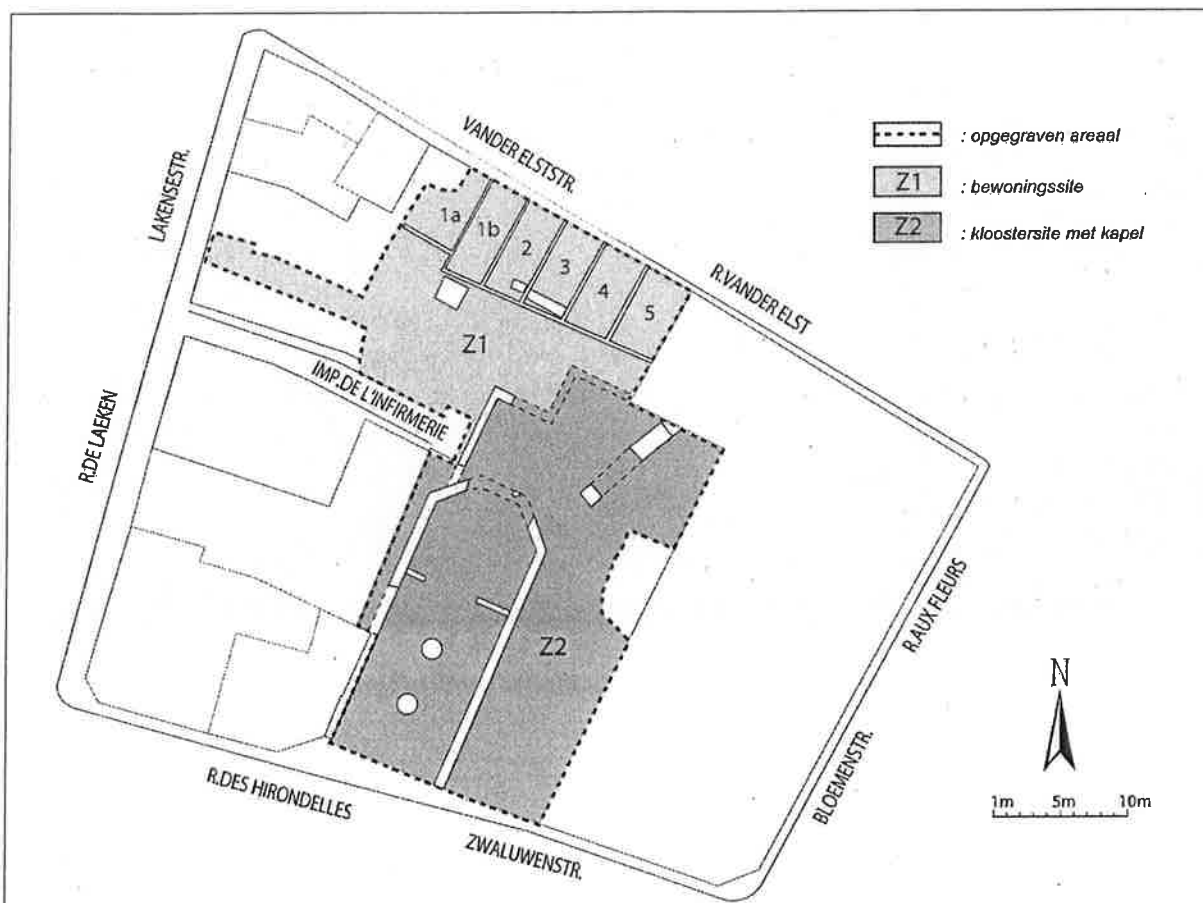 VANDER ELSTSTR.
LAKENSESTR.
: opgegraven areaal
Z1
: bewoningssite
Z2
: kloostersite met kapel
1a
1b
2
3
4
5
R.VANDER ELST
Z1
IMP.DE L'INFIRMERIE
R.DE LAEKEN
Z2
R.AUX FLEURS
BLOEMENSTR.
N
1m 5m 10m
R.DES HIRONDELLES
ZWALUWENSTR.